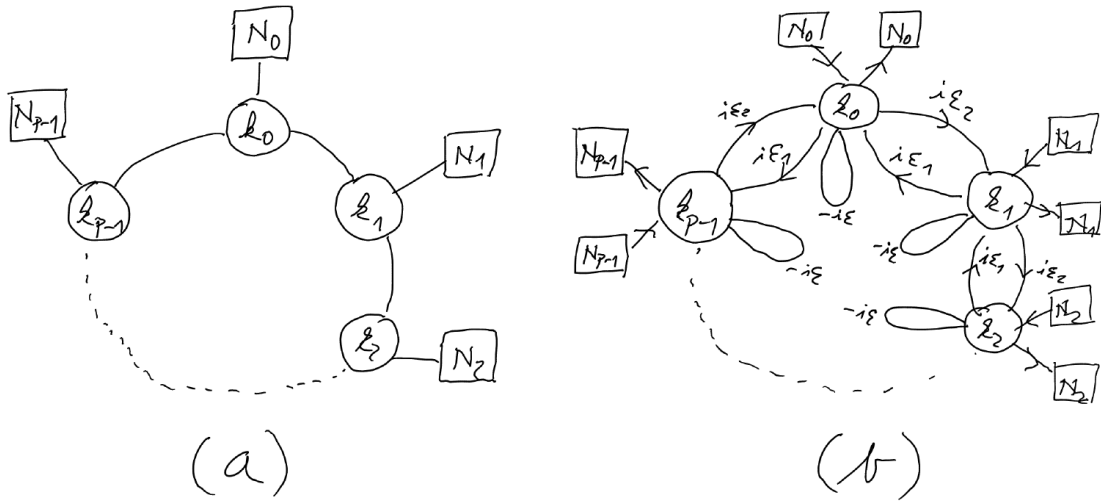 N₀
k₀
Nₚ₋₁
N₁
kₚ₋₁
k₁
k₂
N₂
(a)
N₀
N₀
k₀
iε₂
iε₂
iε₁
iε₁
-iε
N₁
Nₚ₋₁
kₚ₋₁
k₁
N₁
Nₚ₋₁
-iε
-iε
iε₁
iε₂
-iε
k₂
N₂
N₂
(b)